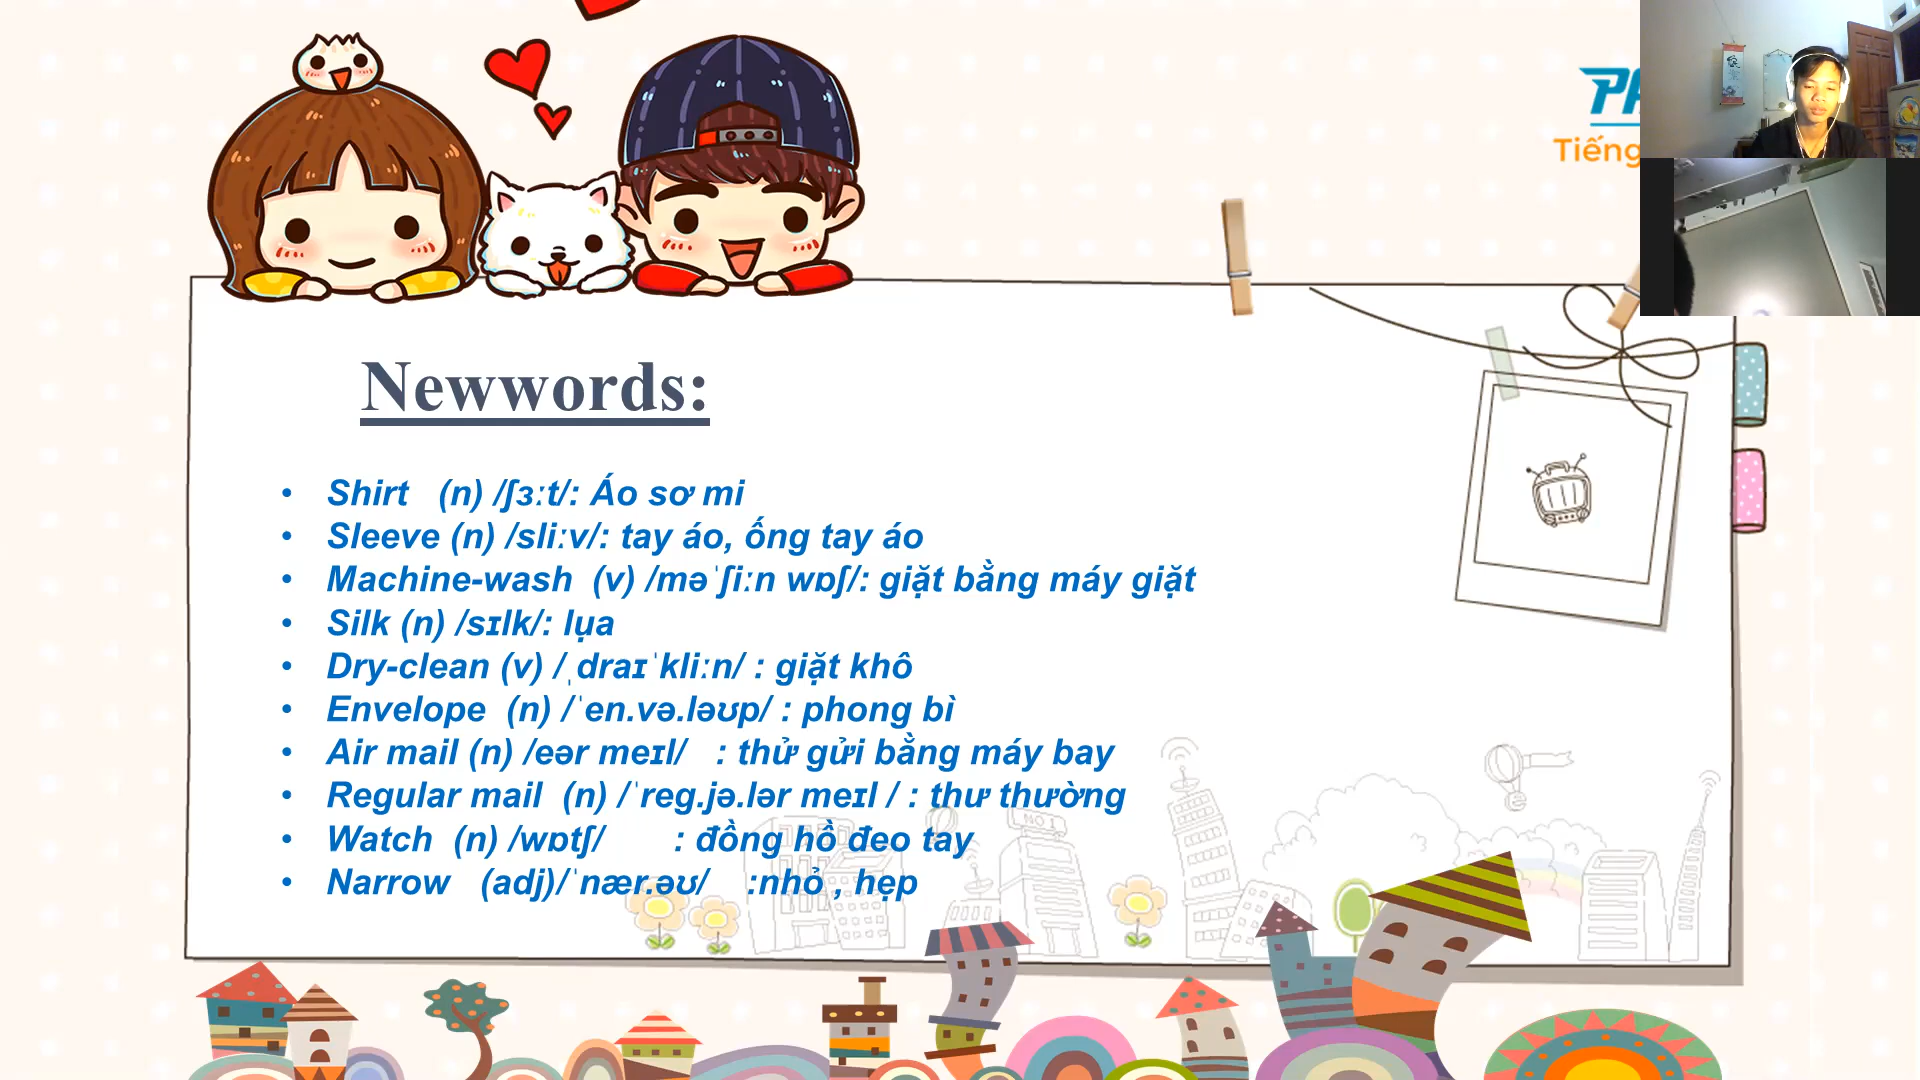 Tiếng
Newwords:
• Shirt (n) /ʃɜːt/: Áo sơ mi
• Sleeve (n) /sliːv/: tay áo, ống tay áo
• Machine-wash (v) /məˈʃiːn wɒʃ/: giặt bằng máy giặt
• Silk (n) /sɪlk/: lụa
• Dry-clean (v) /ˌdraɪˈkliːn/ : giặt khô
• Envelope (n) /ˈen.və.ləʊp/ : phong bì
• Air mail (n) /eər meɪl/ : thử gửi bằng máy bay
• Regular mail (n) /ˈreg.jə.lər meɪl / : thư thường
• Watch (n) /wɒtʃ/ : đồng hồ đeo tay
• Narrow (adj)/ˈnær.əʊ/ :nhỏ , hẹp
NO 1